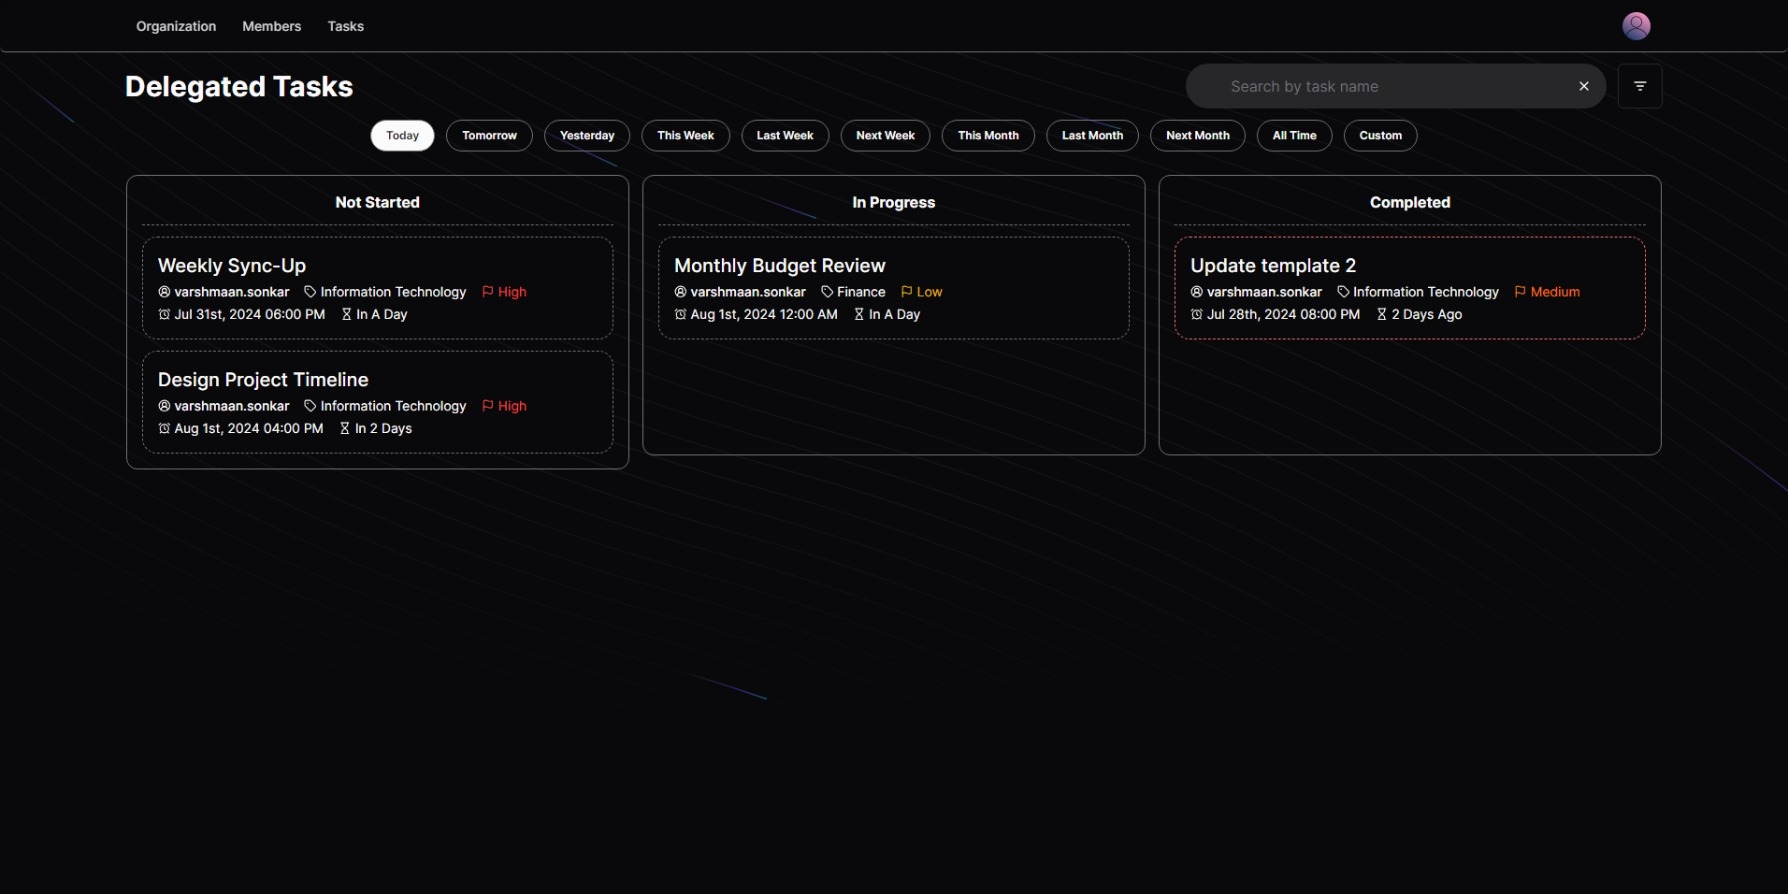 Organization Members Tasks
Delegated Tasks
Search by task name
Today Tomorrow Yesterday This Week Last Week Next Week This Month Last Month Next Month All Time Custom
Not Started
Weekly Sync-Up
varshmaan.sonkar Information Technology High
Jul 31st, 2024 06:00 PM In A Day
Design Project Timeline
varshmaan.sonkar Information Technology High
Aug 1st, 2024 04:00 PM In 2 Days
In Progress
Monthly Budget Review
varshmaan.sonkar Finance Low
Aug 1st, 2024 12:00 AM In A Day
Completed
Update template 2
varshmaan.sonkar Information Technology Medium
Jul 28th, 2024 08:00 PM 2 Days Ago